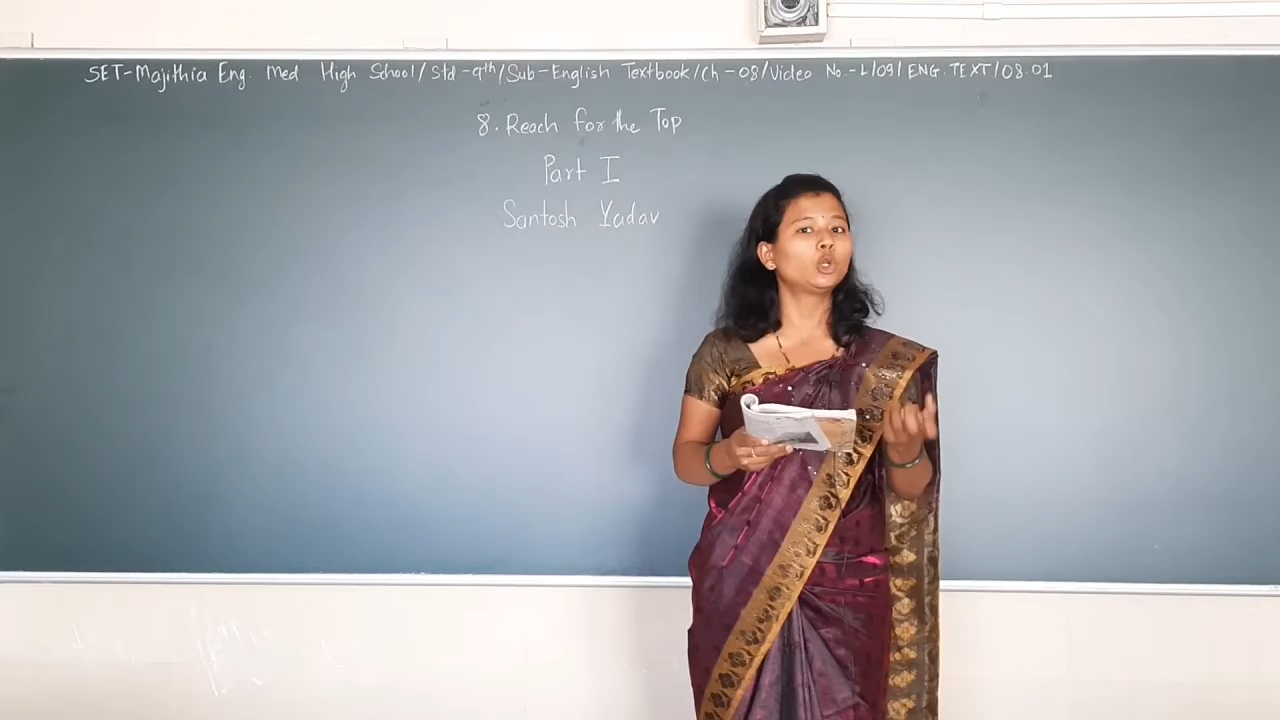 SET-Majithia Eng. Med High School/Std-9th/Sub-English Textbook/Ch-08/Video No.-L/09/ENG.TEXT/08.01
8. Reach for the Top
Part I
Santosh Yadav